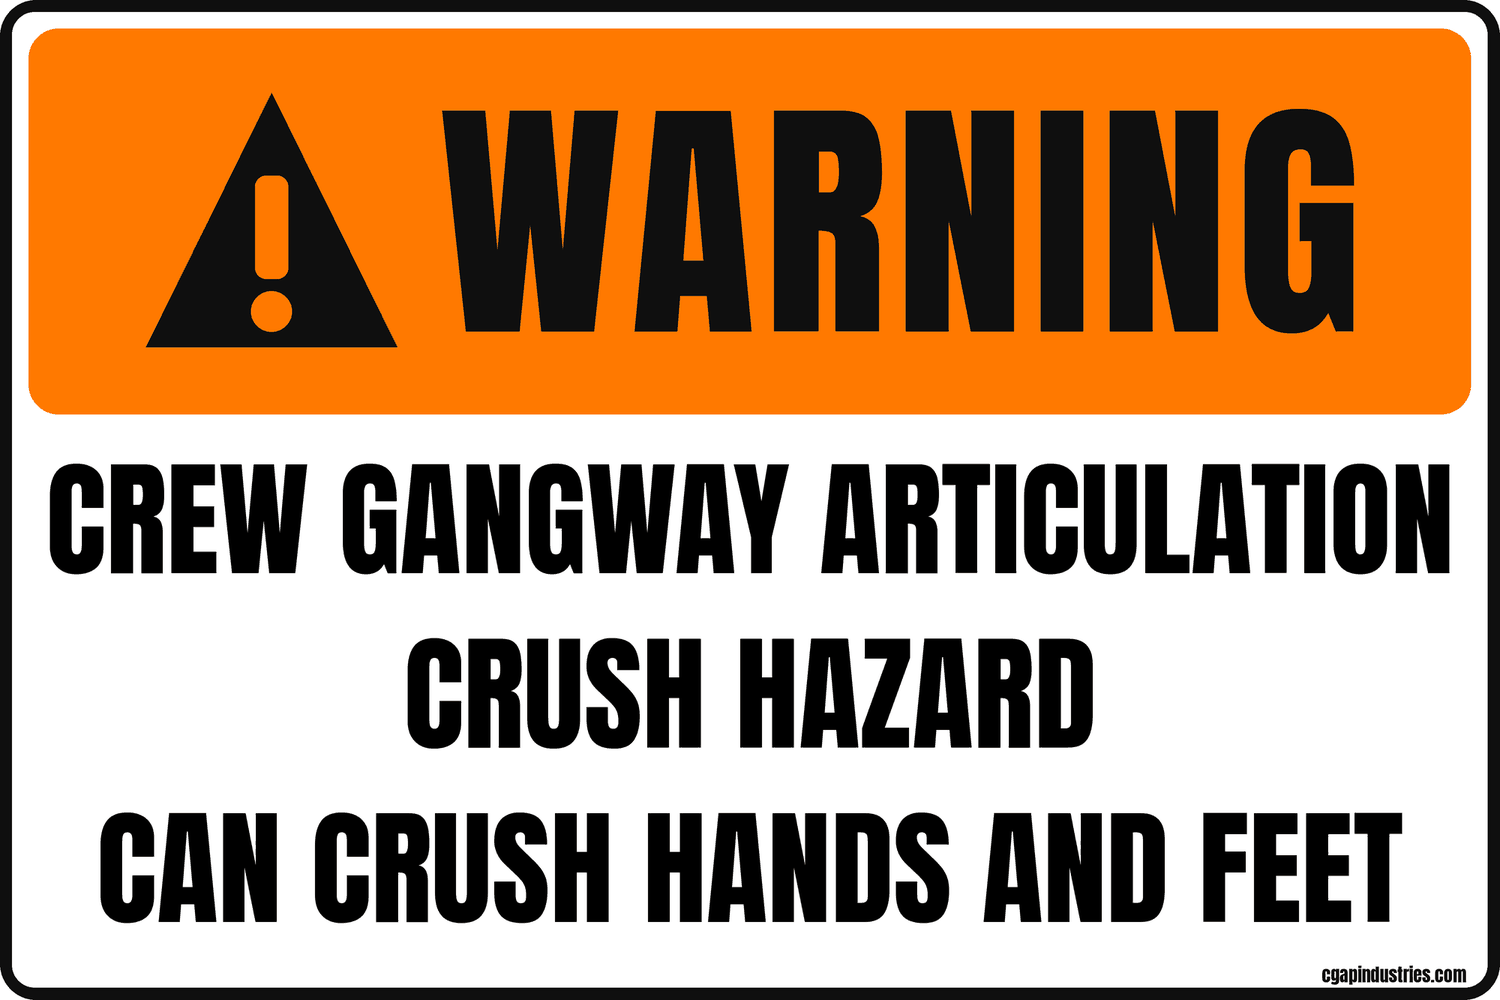 WARNING
CREW GANGWAY ARTICULATION
CRUSH HAZARD
CAN CRUSH HANDS AND FEET
cgapindustries.com